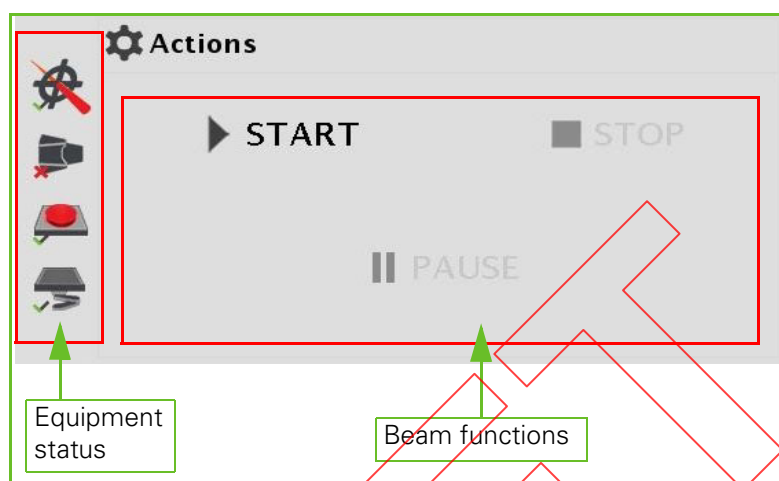 Actions
START STOP
PAUSE
Equipment
status
Beam functions